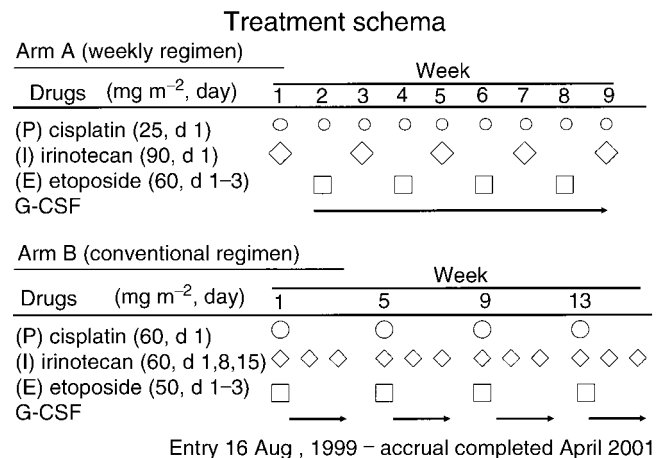 Treatment schema
Arm A (weekly regimen)
Week
Drugs (mg m⁻², day) 1 2 3 4 5 6 7 8 9
(P) cisplatin (25, d 1)
(I) irinotecan (90, d 1)
(E) etoposide (60, d 1–3)
G-CSF
Arm B (conventional regimen)
Week
Drugs (mg m⁻², day) 1 5 9 13
(P) cisplatin (60, d 1)
(I) irinotecan (60, d 1,8,15)
(E) etoposide (50, d 1–3)
G-CSF
Entry 16 Aug , 1999 – accrual completed April 2001